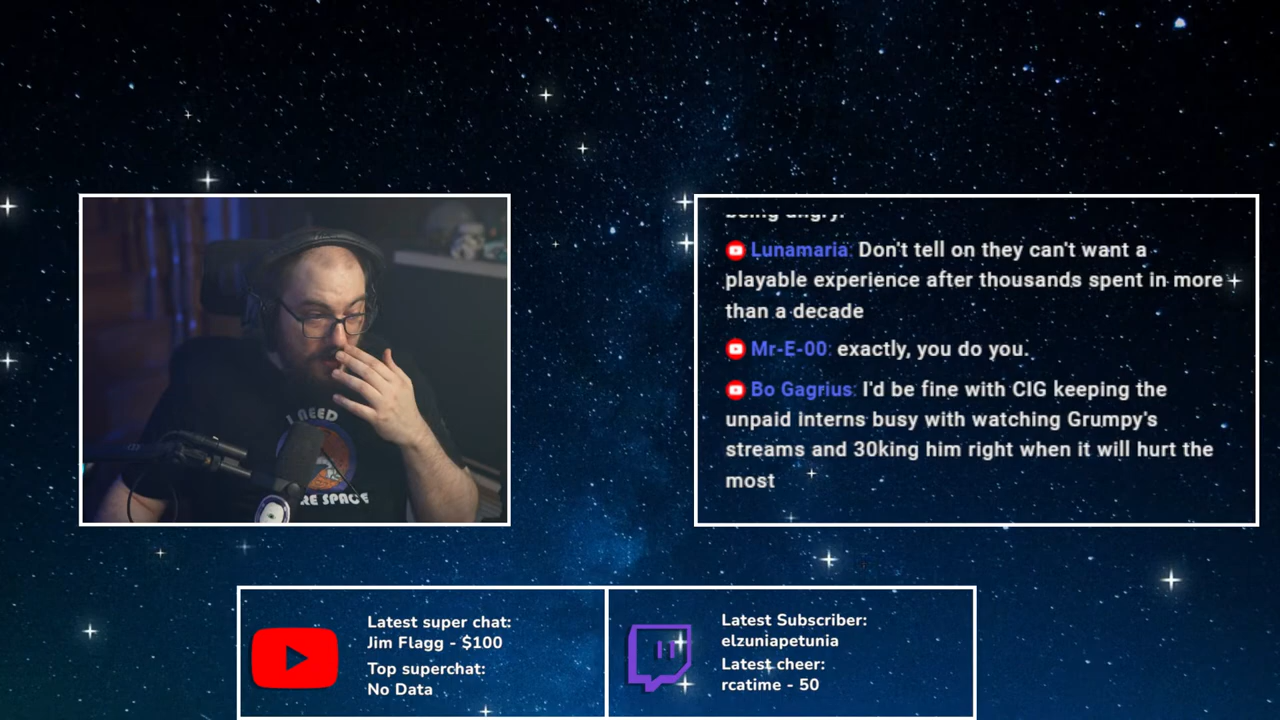 being angry.
Lunamaria: Don't tell on they can't want a
playable experience after thousands spent in more
than a decade
Mr-E-00: exactly, you do you.
Bo Gagrius: I'd be fine with CIG keeping the
unpaid interns busy with watching Grumpy's
streams and 30king him right when it will hurt the
most
I NEED
RE SPACE
Latest super chat:
Jim Flagg - $100
Top superchat:
No Data
Latest Subscriber:
elzuniapetunia
Latest cheer:
rcatime - 50